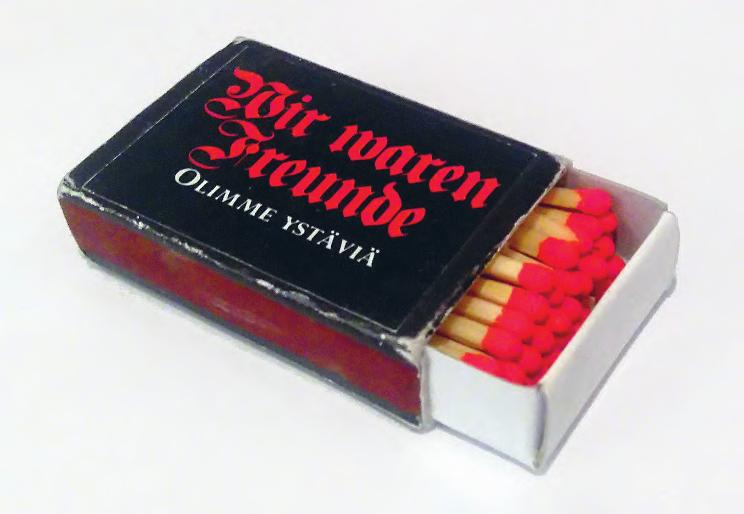 Wir waren
Freunde
OLIMME YSTÄVIÄ